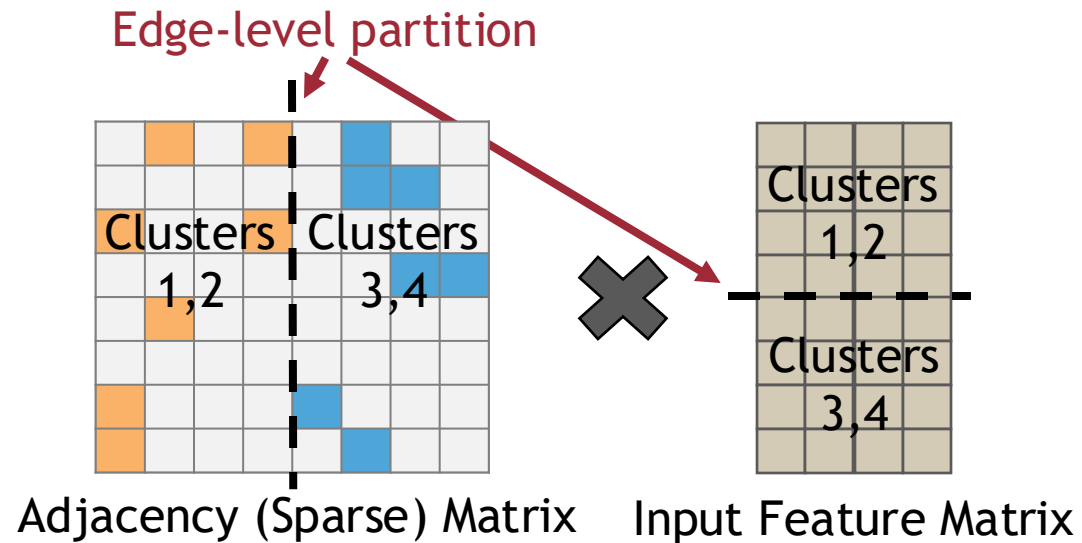 Edge-level partition
Clusters
1,2
Clusters
3,4
Clusters
1,2
Clusters
3,4
Adjacency (Sparse) Matrix
Input Feature Matrix